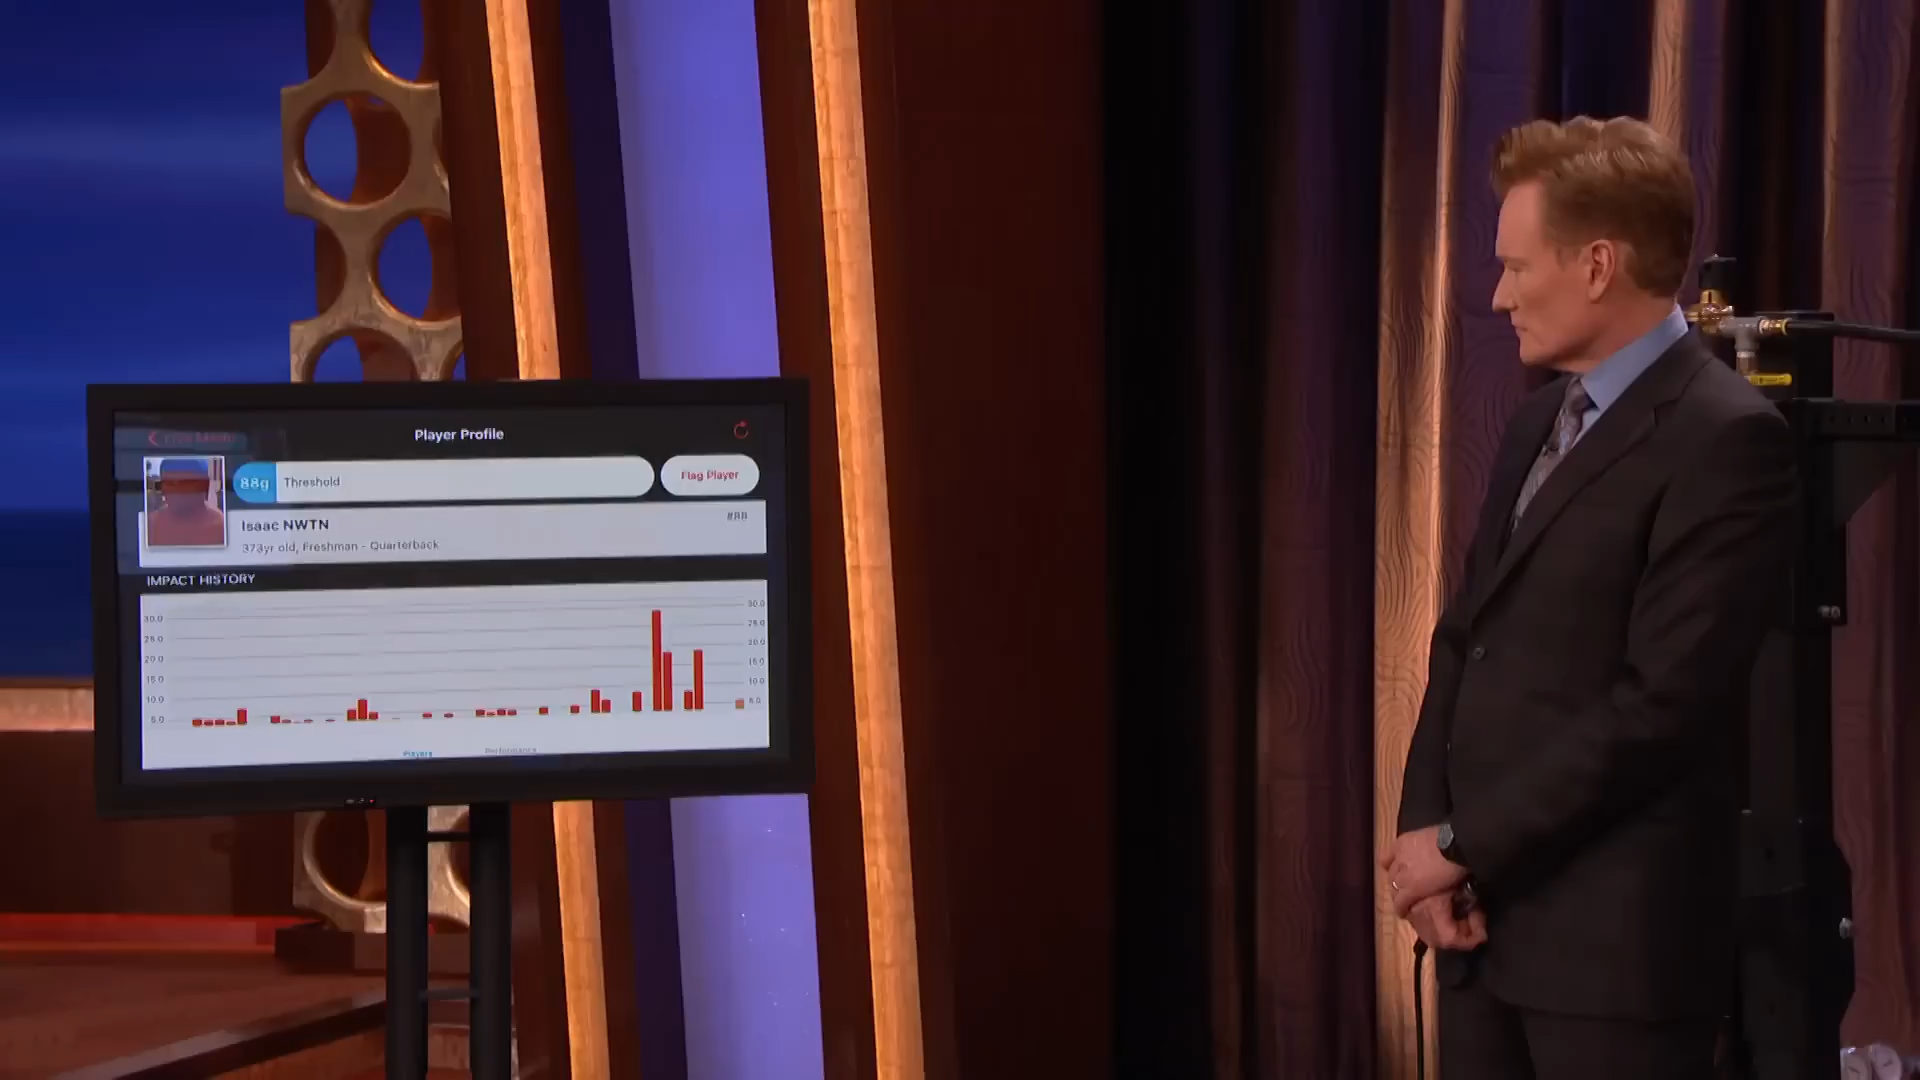 Player Profile
88g Threshold
Flag Player
Isaac NWTN
#88
373yr old, Freshman - Quarterback
IMPACT HISTORY
30.0 30.0
25.0 25.0
20.0 20.0
15.0 15.0
10.0 10.0
5.0 5.0
Players Performance